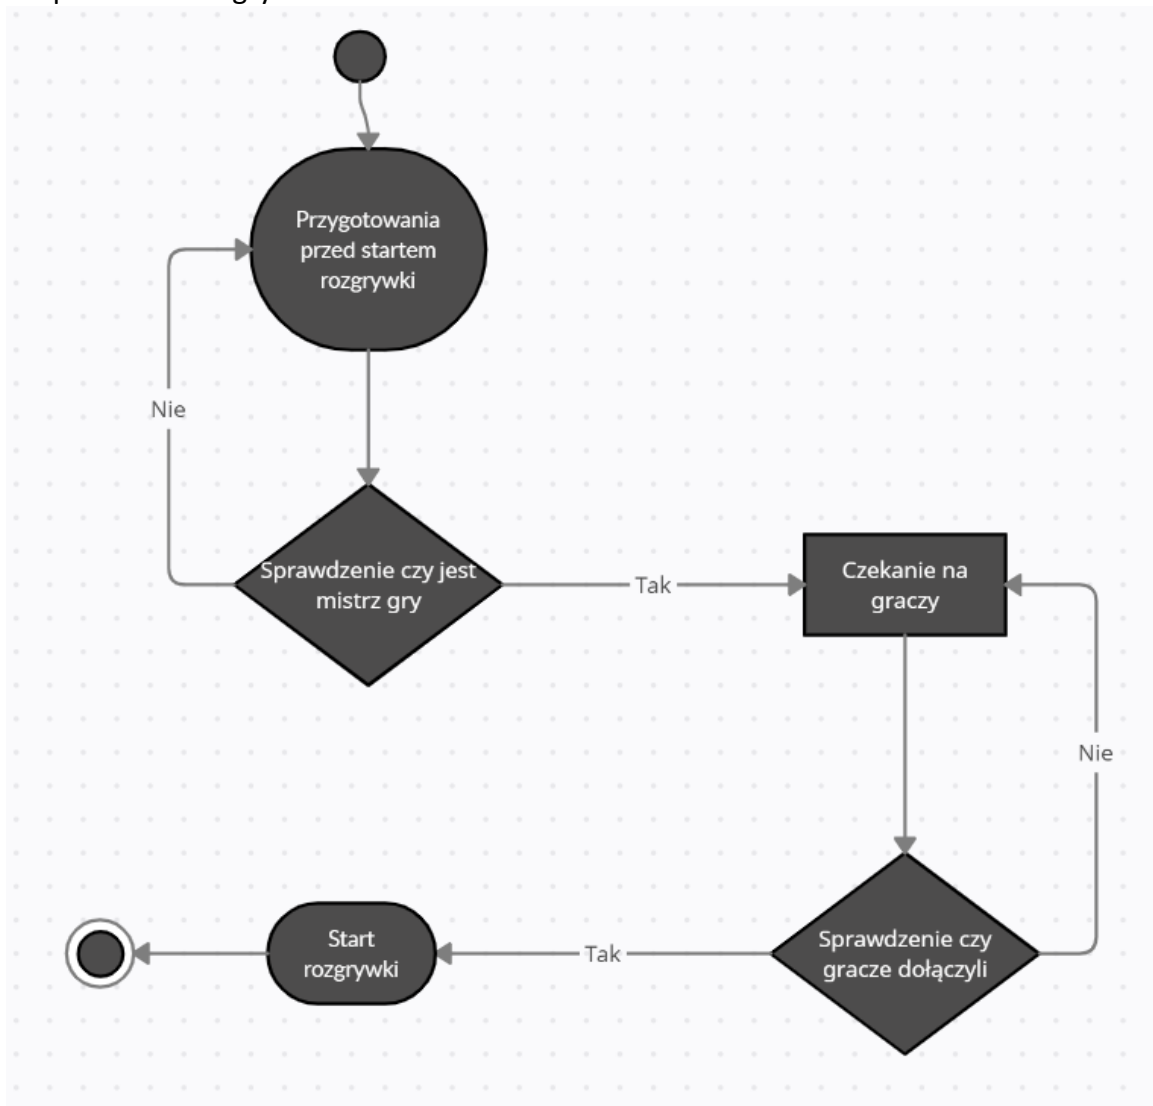 Przygotowania
przed startem
rozgrywki
Nie
Sprawdzenie czy jest
mistrz gry
Tak
Czekanie na
graczy
Nie
Sprawdzenie czy
gracze dołączyli
Tak
Start
rozgrywki